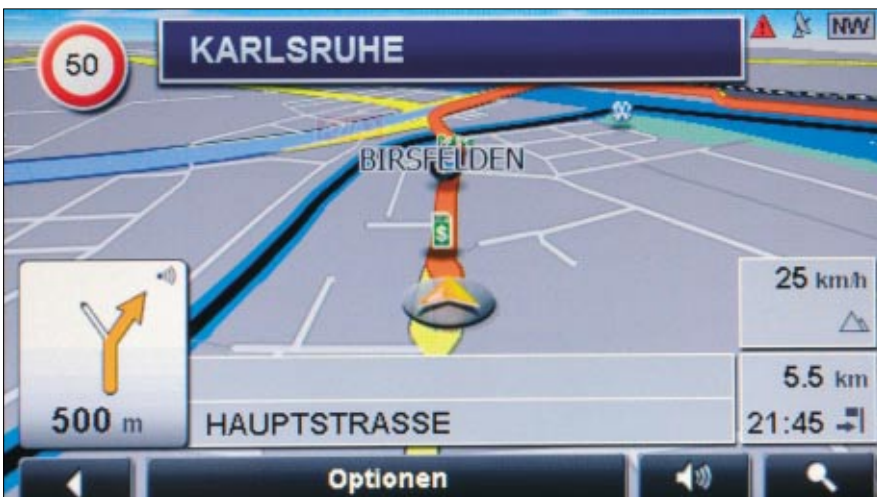 50
KARLSRUHE
NW
BIRSFELDEN
$
25 km/h
500 m
HAUPTSTRASSE
5.5 km
21:45
Optionen